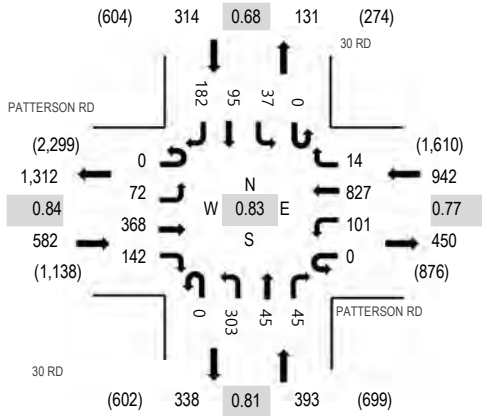 (604) 314 0.68 131 (274)
30 RD
182 95 37 0
PATTERSON RD
(2,299) (1,610)
0 14
1,312 942
72 N 827
0.84 W 0.83 E 0.77
368 101
582 S 450
142 0
(1,138) (876)
0 303 45 45
PATTERSON RD
30 RD
(602) 338 0.81 393 (699)